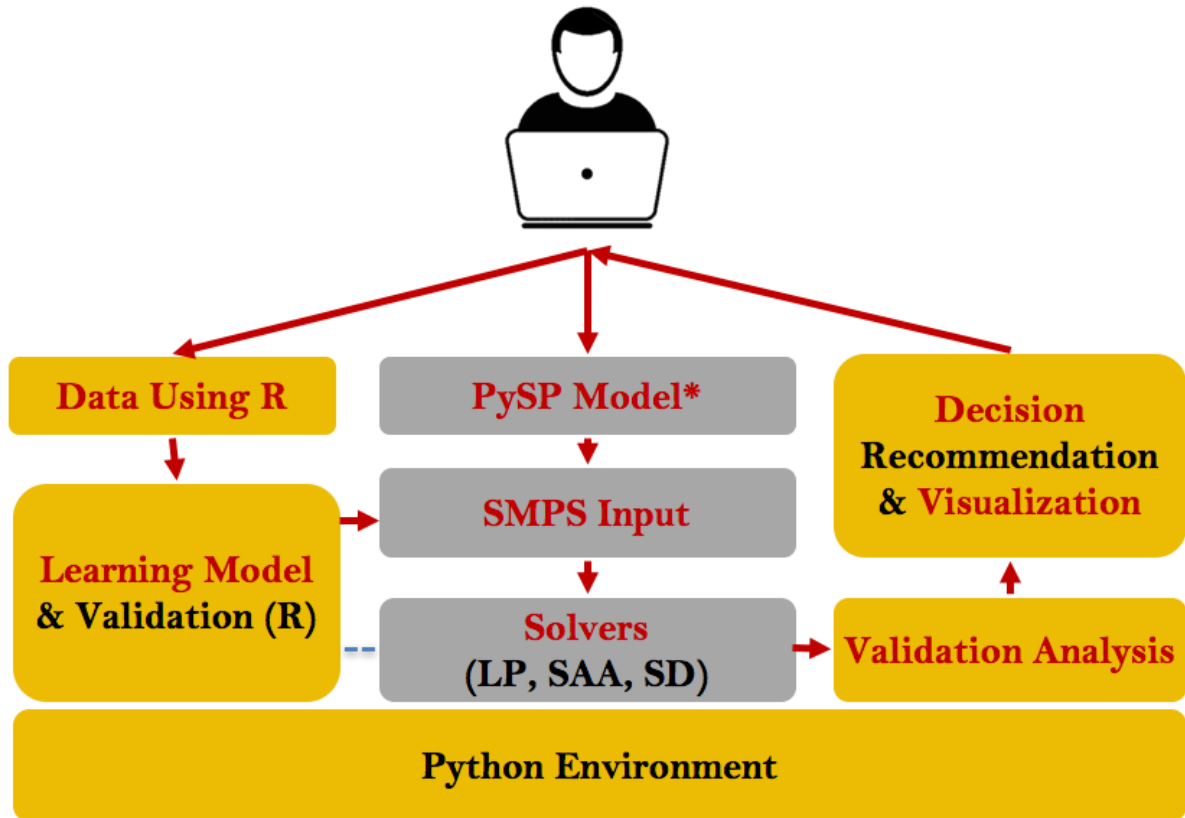 Data Using R
PySP Model*
Decision
Recommendation
& Visualization
SMPS Input
Learning Model
& Validation (R)
Solvers
(LP, SAA, SD)
Validation Analysis
Python Environment